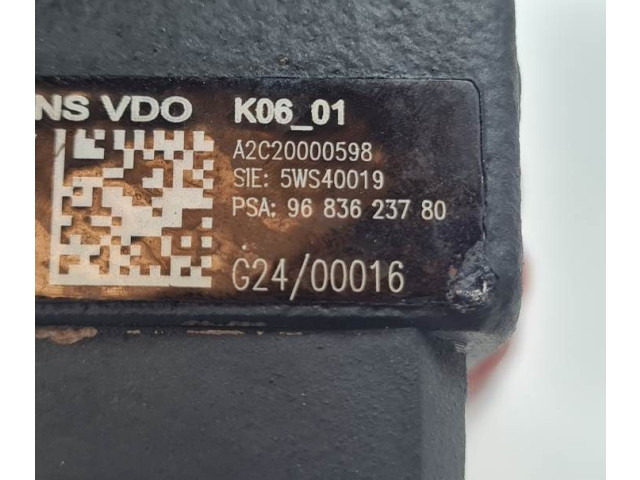 NS VDO K06_01
A2C20000598
SIE: 5WS40019
PSA: 96 836 237 80
G24/00016